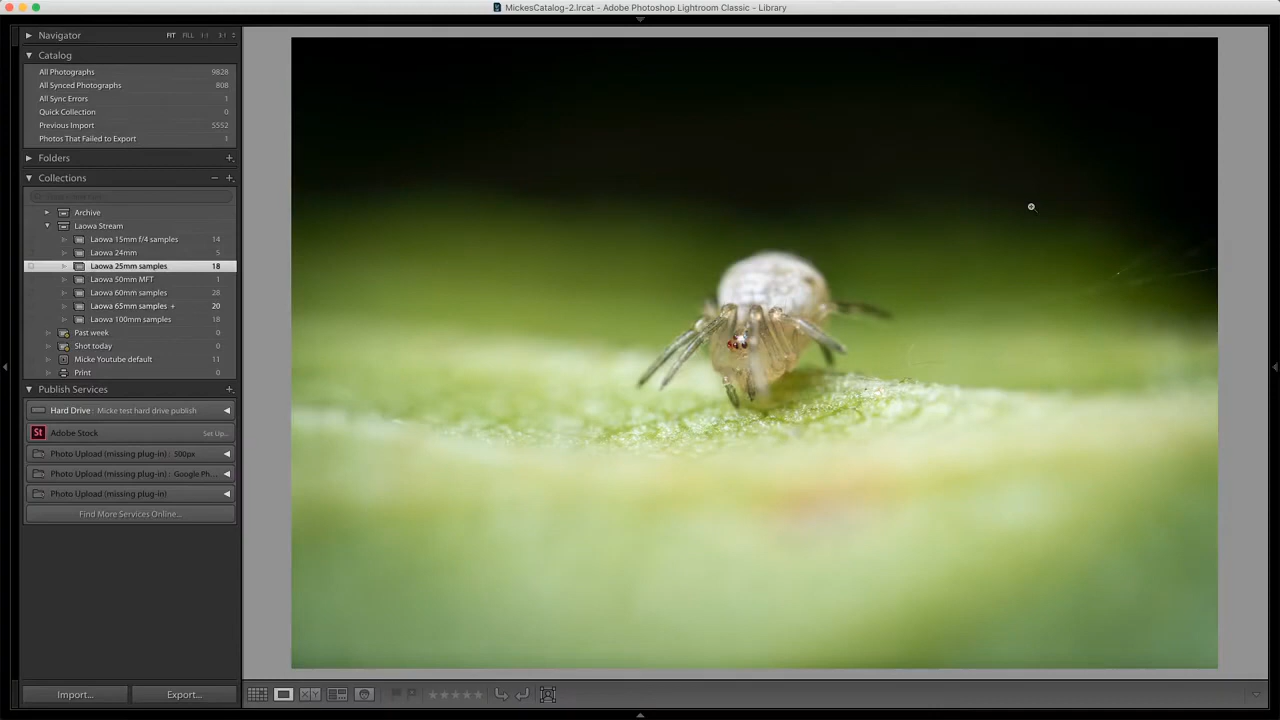 MickesCatalog-2.lrcat - Adobe Photoshop Lightroom Classic - Library
Navigator FIT FILL 1:1
Catalog
All Photographs 9828
All Synced Photographs 808
All Sync Errors 1
Quick Collection 0
Previous Import 5552
Photos That Failed to Export 1
Folders +
Collections - +
Archive
Laowa Stream
Laowa 15mm f/4 samples 14
Laowa 24mm 5
Laowa 25mm samples 18
Laowa 50mm MFT 1
Laowa 60mm samples 28
Laowa 65mm samples + 20
Laowa 100mm samples 18
Past week 0
Shot today 0
Micke Youtube default 11
Print 0
Publish Services +
Hard Drive : Micke test hard drive publish
St Adobe Stock Set Up...
Photo Upload (missing plug-in) : 500px
Photo Upload (missing plug-in) : Google Ph...
Photo Upload (missing plug-in)
Find More Services Online...
Import... Export... XY